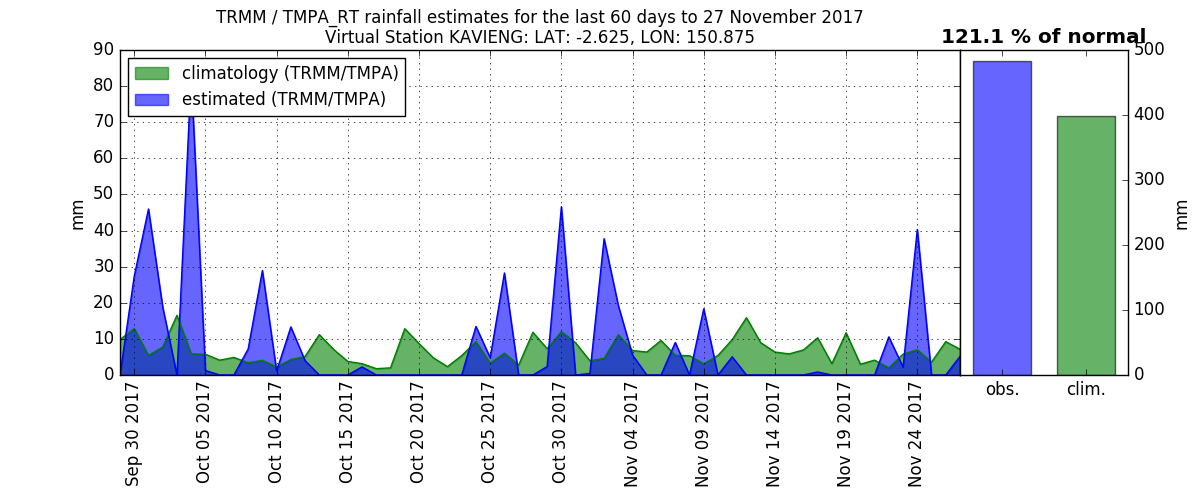 TRMM / TMPA_RT rainfall estimates for the last 60 days to 27 November 2017
Virtual Station KAVIENG: LAT: -2.625, LON: 150.875
121.1 % of normal
climatology (TRMM/TMPA)
estimated (TRMM/TMPA)
90
80
70
60
50
40
30
20
10
0
mm
Sep 30 2017
Oct 05 2017
Oct 10 2017
Oct 15 2017
Oct 20 2017
Oct 25 2017
Oct 30 2017
Nov 04 2017
Nov 09 2017
Nov 14 2017
Nov 19 2017
Nov 24 2017
500
400
300
200
100
0
mm
obs.
clim.